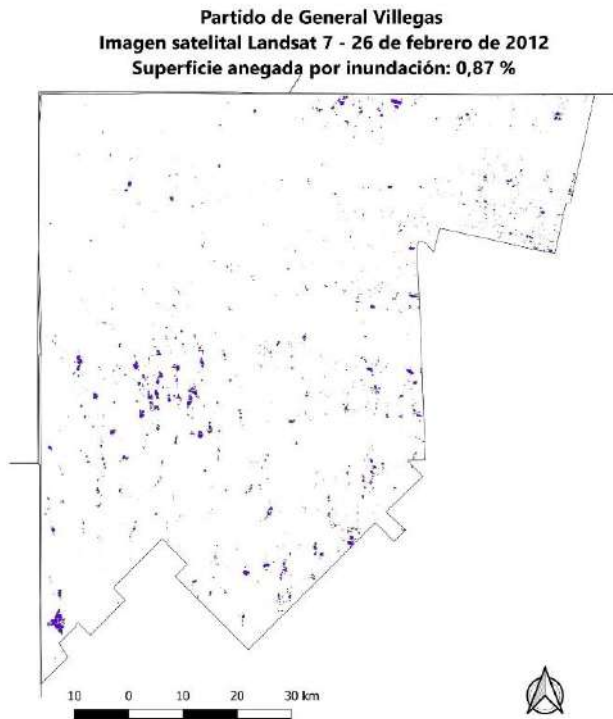 Partido de General Villegas
Imagen satelital Landsat 7 - 26 de febrero de 2012
Superficie anegada por inundación: 0,87 %
10 0 10 20 30 km